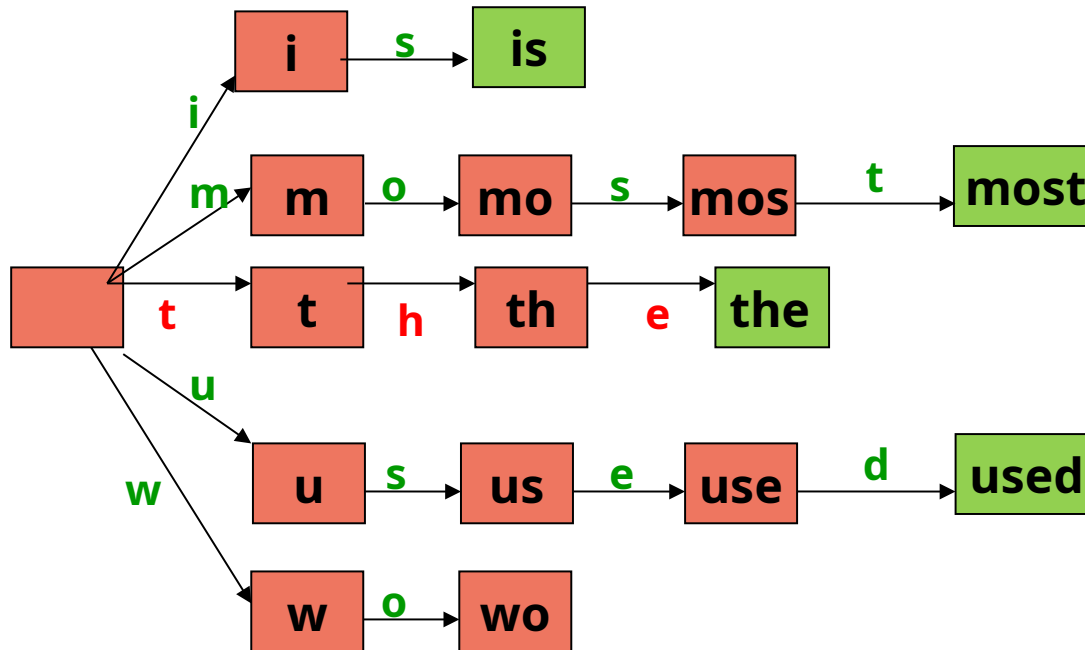 i s is
i
m m o mo s mos t most
t t h th e the
u
u s us e use d used
w
w o wo